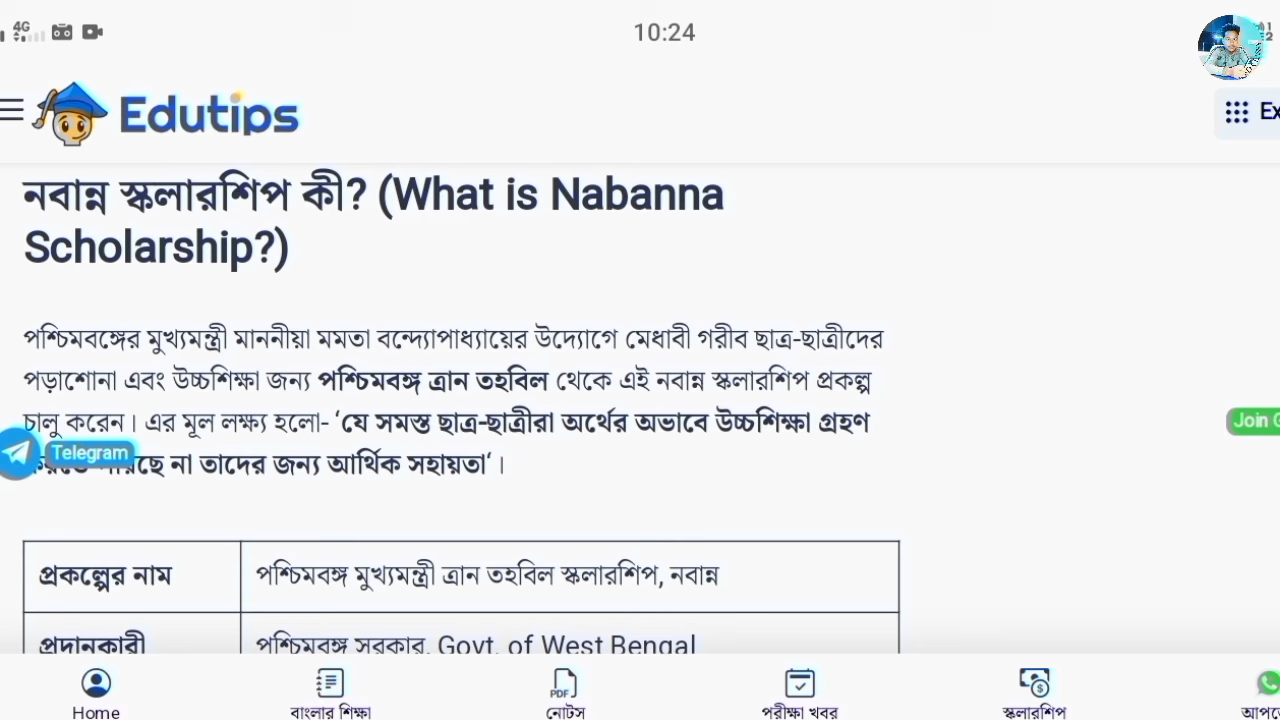 4G
10:24
Edutips
Ex
নবান্ন স্কলারশিপ কী? (What is Nabanna
Scholarship?)
পশ্চিমবঙ্গের মুখ্যমন্ত্রী মাননীয়া মমতা বন্দ্যোপাধ্যায়ের উদ্যোগে মেধাবী গরীব ছাত্র-ছাত্রীদের
পড়াশোনা এবং উচ্চশিক্ষা জন্য পশ্চিমবঙ্গ ত্রান তহবিল থেকে এই নবান্ন স্কলারশিপ প্রকল্প
চালু করেন। এর মূল লক্ষ্য হলো- ‘যে সমস্ত ছাত্র-ছাত্রীরা অর্থের অভাবে উচ্চশিক্ষা গ্রহণ
Join G
Telegram
না তাদের জন্য আর্থিক সহায়তা‘।
প্রকল্পের নাম
পশ্চিমবঙ্গ মুখ্যমন্ত্রী ত্রান তহবিল স্কলারশিপ, নবান্ন
প্রদানকারী
পশ্চিমবঙ্গ সরকার, Govt. of West Bengal
Home
বাংলার শিক্ষা
PDF
নোটস
পরীক্ষা খবর
স্কলারশিপ